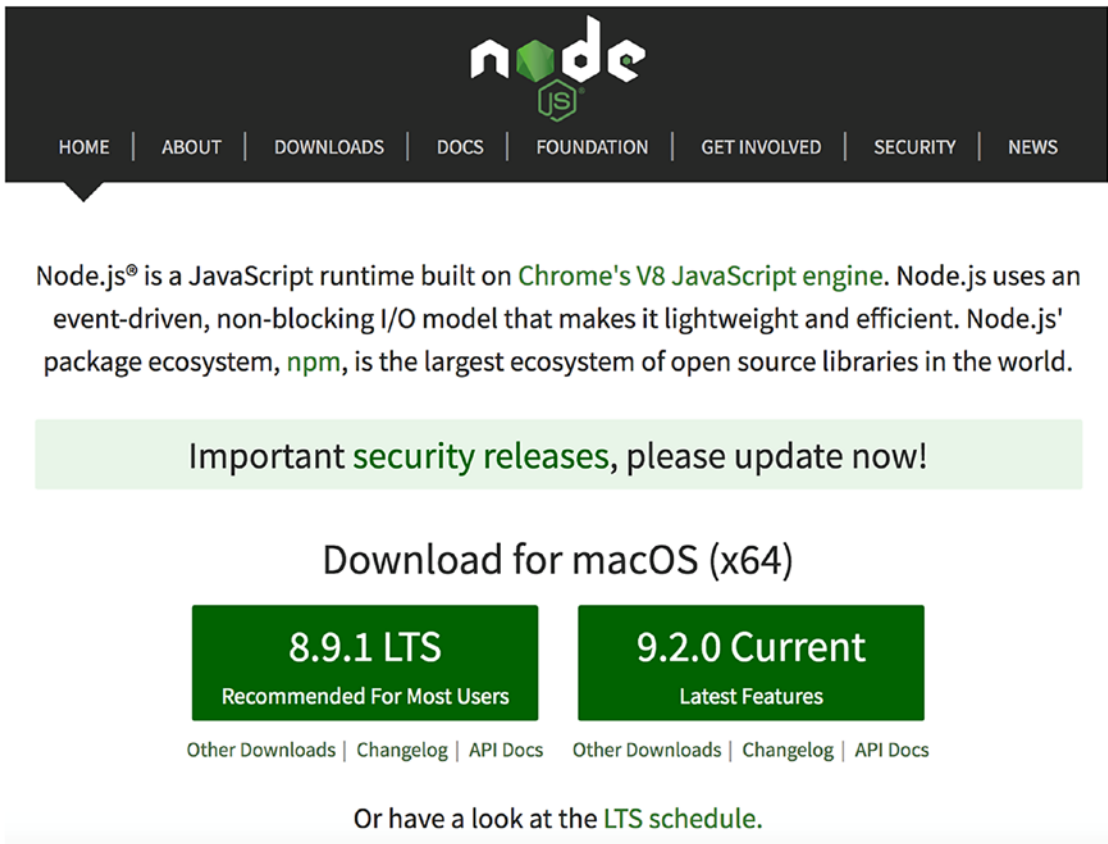 node
JS®
HOME | ABOUT | DOWNLOADS | DOCS | FOUNDATION | GET INVOLVED | SECURITY | NEWS
Node.js® is a JavaScript runtime built on Chrome's V8 JavaScript engine. Node.js uses an
event-driven, non-blocking I/O model that makes it lightweight and efficient. Node.js'
package ecosystem, npm, is the largest ecosystem of open source libraries in the world.
Important security releases, please update now!
Download for macOS (x64)
8.9.1 LTS
Recommended For Most Users
Other Downloads | Changelog | API Docs
9.2.0 Current
Latest Features
Other Downloads | Changelog | API Docs
Or have a look at the LTS schedule.